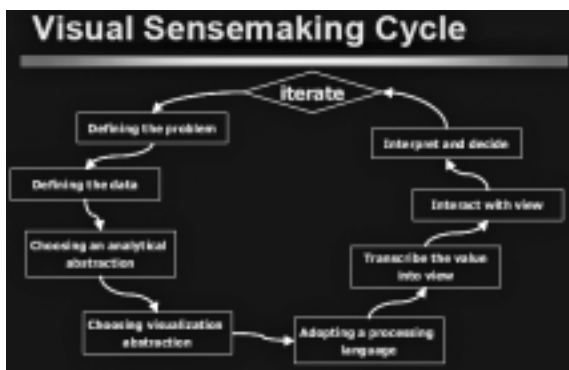 Visual Sensemaking Cycle
iterate
Defining the problem
Defining the data
Choosing an analytical
abstraction
Choosing visualization
abstraction
Adopting a processing
language
Transcribe the value
into view
Interact with view
Interpret and decide